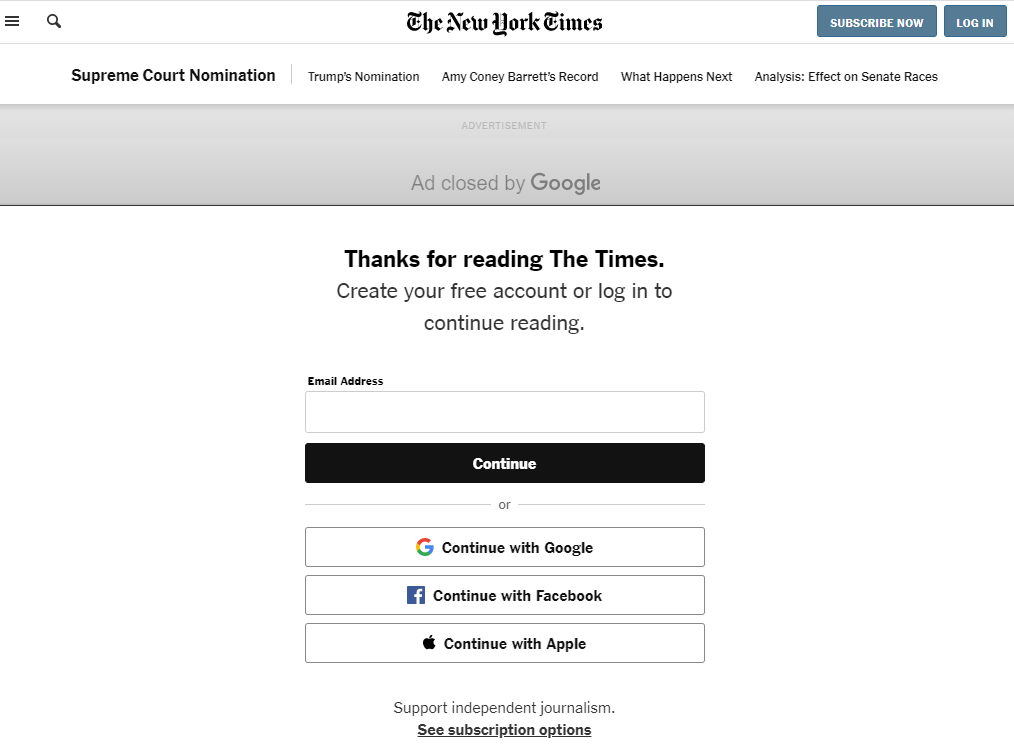 The New York Times
SUBSCRIBE NOW
LOG IN
Supreme Court Nomination
Trump's Nomination
Amy Coney Barrett's Record
What Happens Next
Analysis: Effect on Senate Races
ADVERTISEMENT
Ad closed by Google
Thanks for reading The Times.
Create your free account or log in to
continue reading.
Email Address
Continue
or
Continue with Google
Continue with Facebook
Continue with Apple
Support independent journalism.
See subscription options